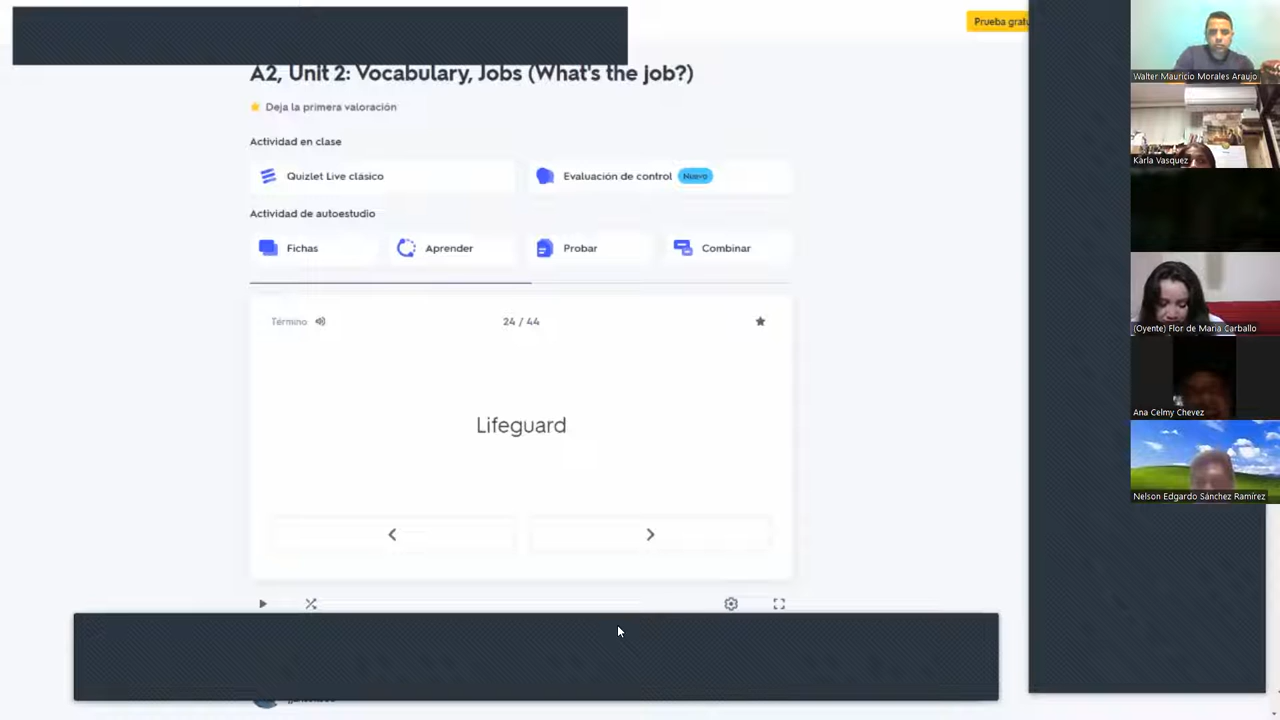 Prueba
A2, Unit 2: Vocabulary, Jobs (What's the job?)
Deja la primera valoración
Actividad en clase
Quizlet Live clásico
Evaluación de control Nuevo
Actividad de autoestudio
Fichas
Aprender
Probar
Combinar
Término
24 / 44
Lifeguard
Walter Mauricio Morales Araujo
Karla Vasquez
(Oyente) Flor de Maria Carballo
Ana Celmy Chevez
Nelson Edgardo Sánchez Ramírez